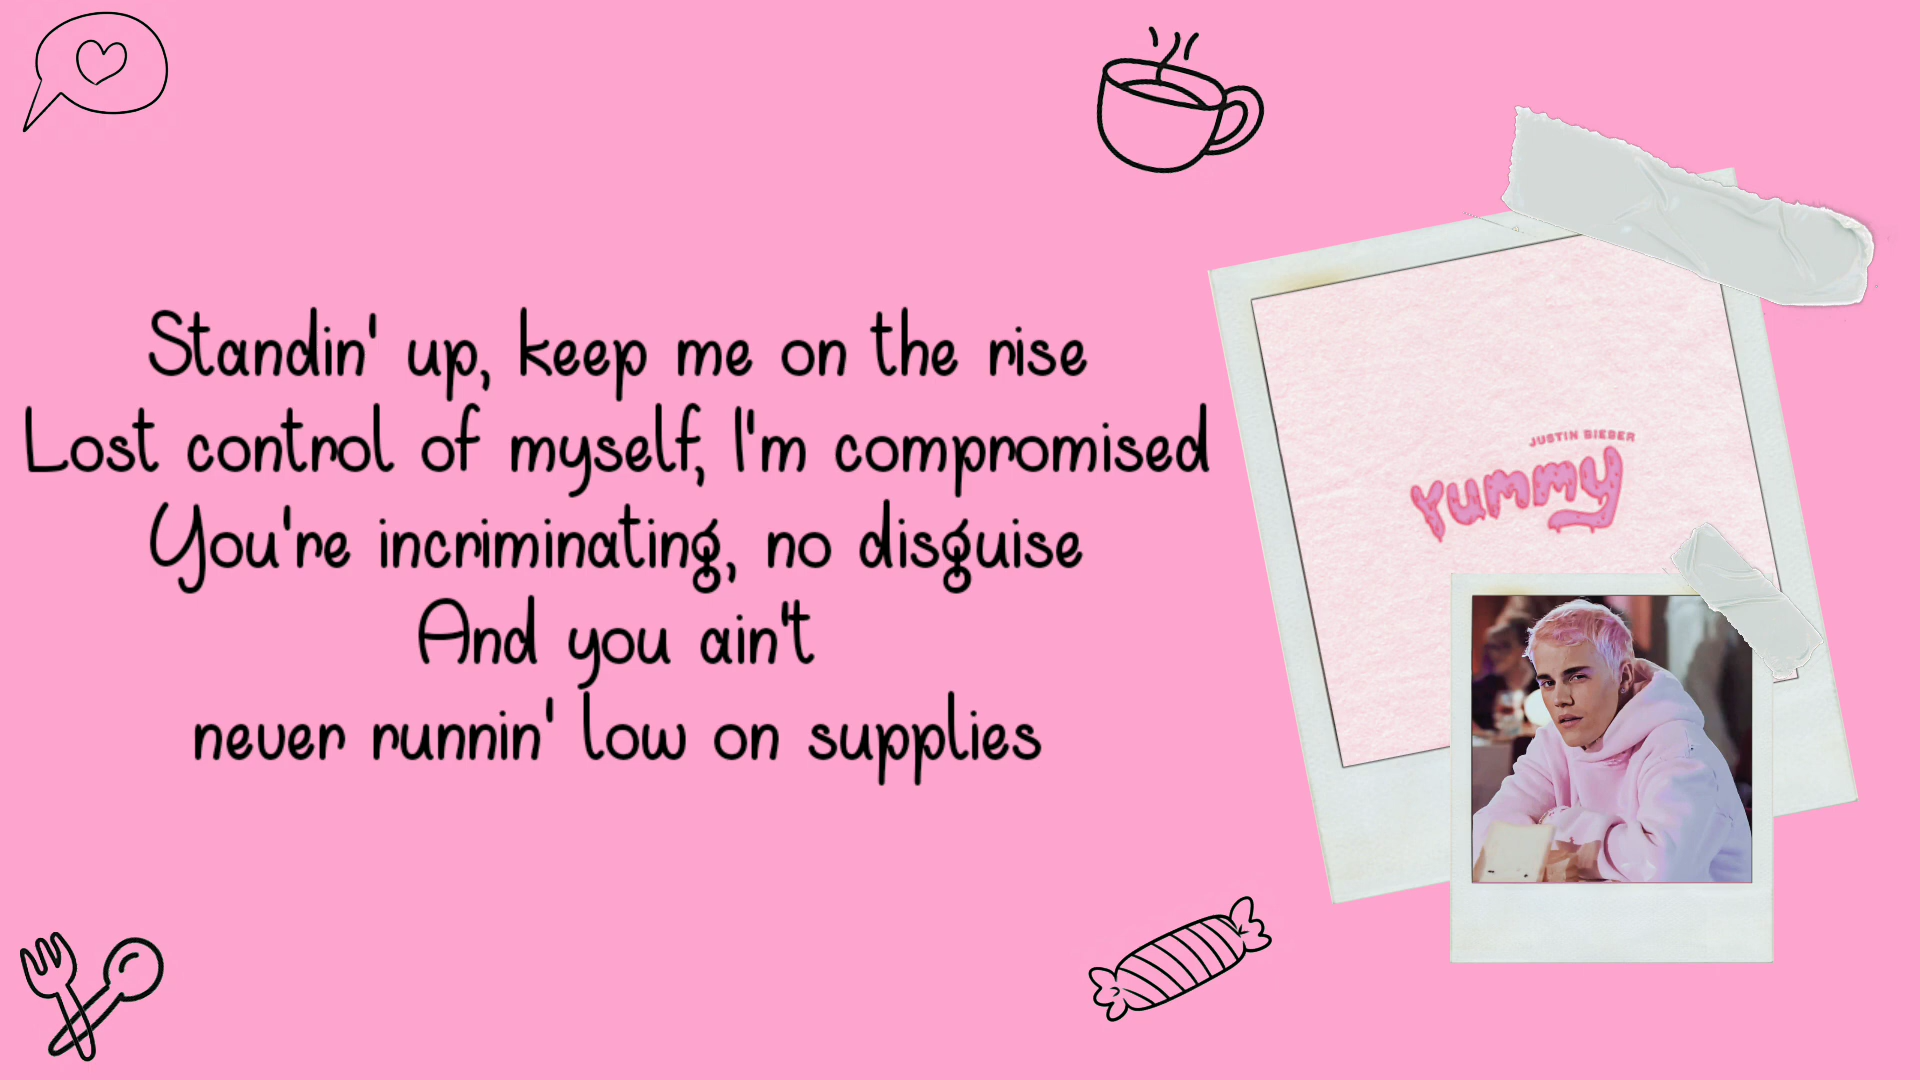 Standin' up, keep me on the rise
Lost control of myself, I'm compromised
You're incriminating, no disguise
And you ain't
never runnin' low on supplies
JUSTIN BIEBER
yummy